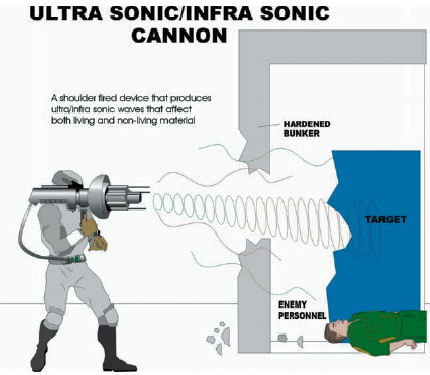 ULTRA SONIC/INFRA SONIC
CANNON
A shoulder fired device that produces
ultra/infra sonic waves that affect
both living and non-living material
HARDENED
BUNKER
TARGET
ENEMY
PERSONNEL